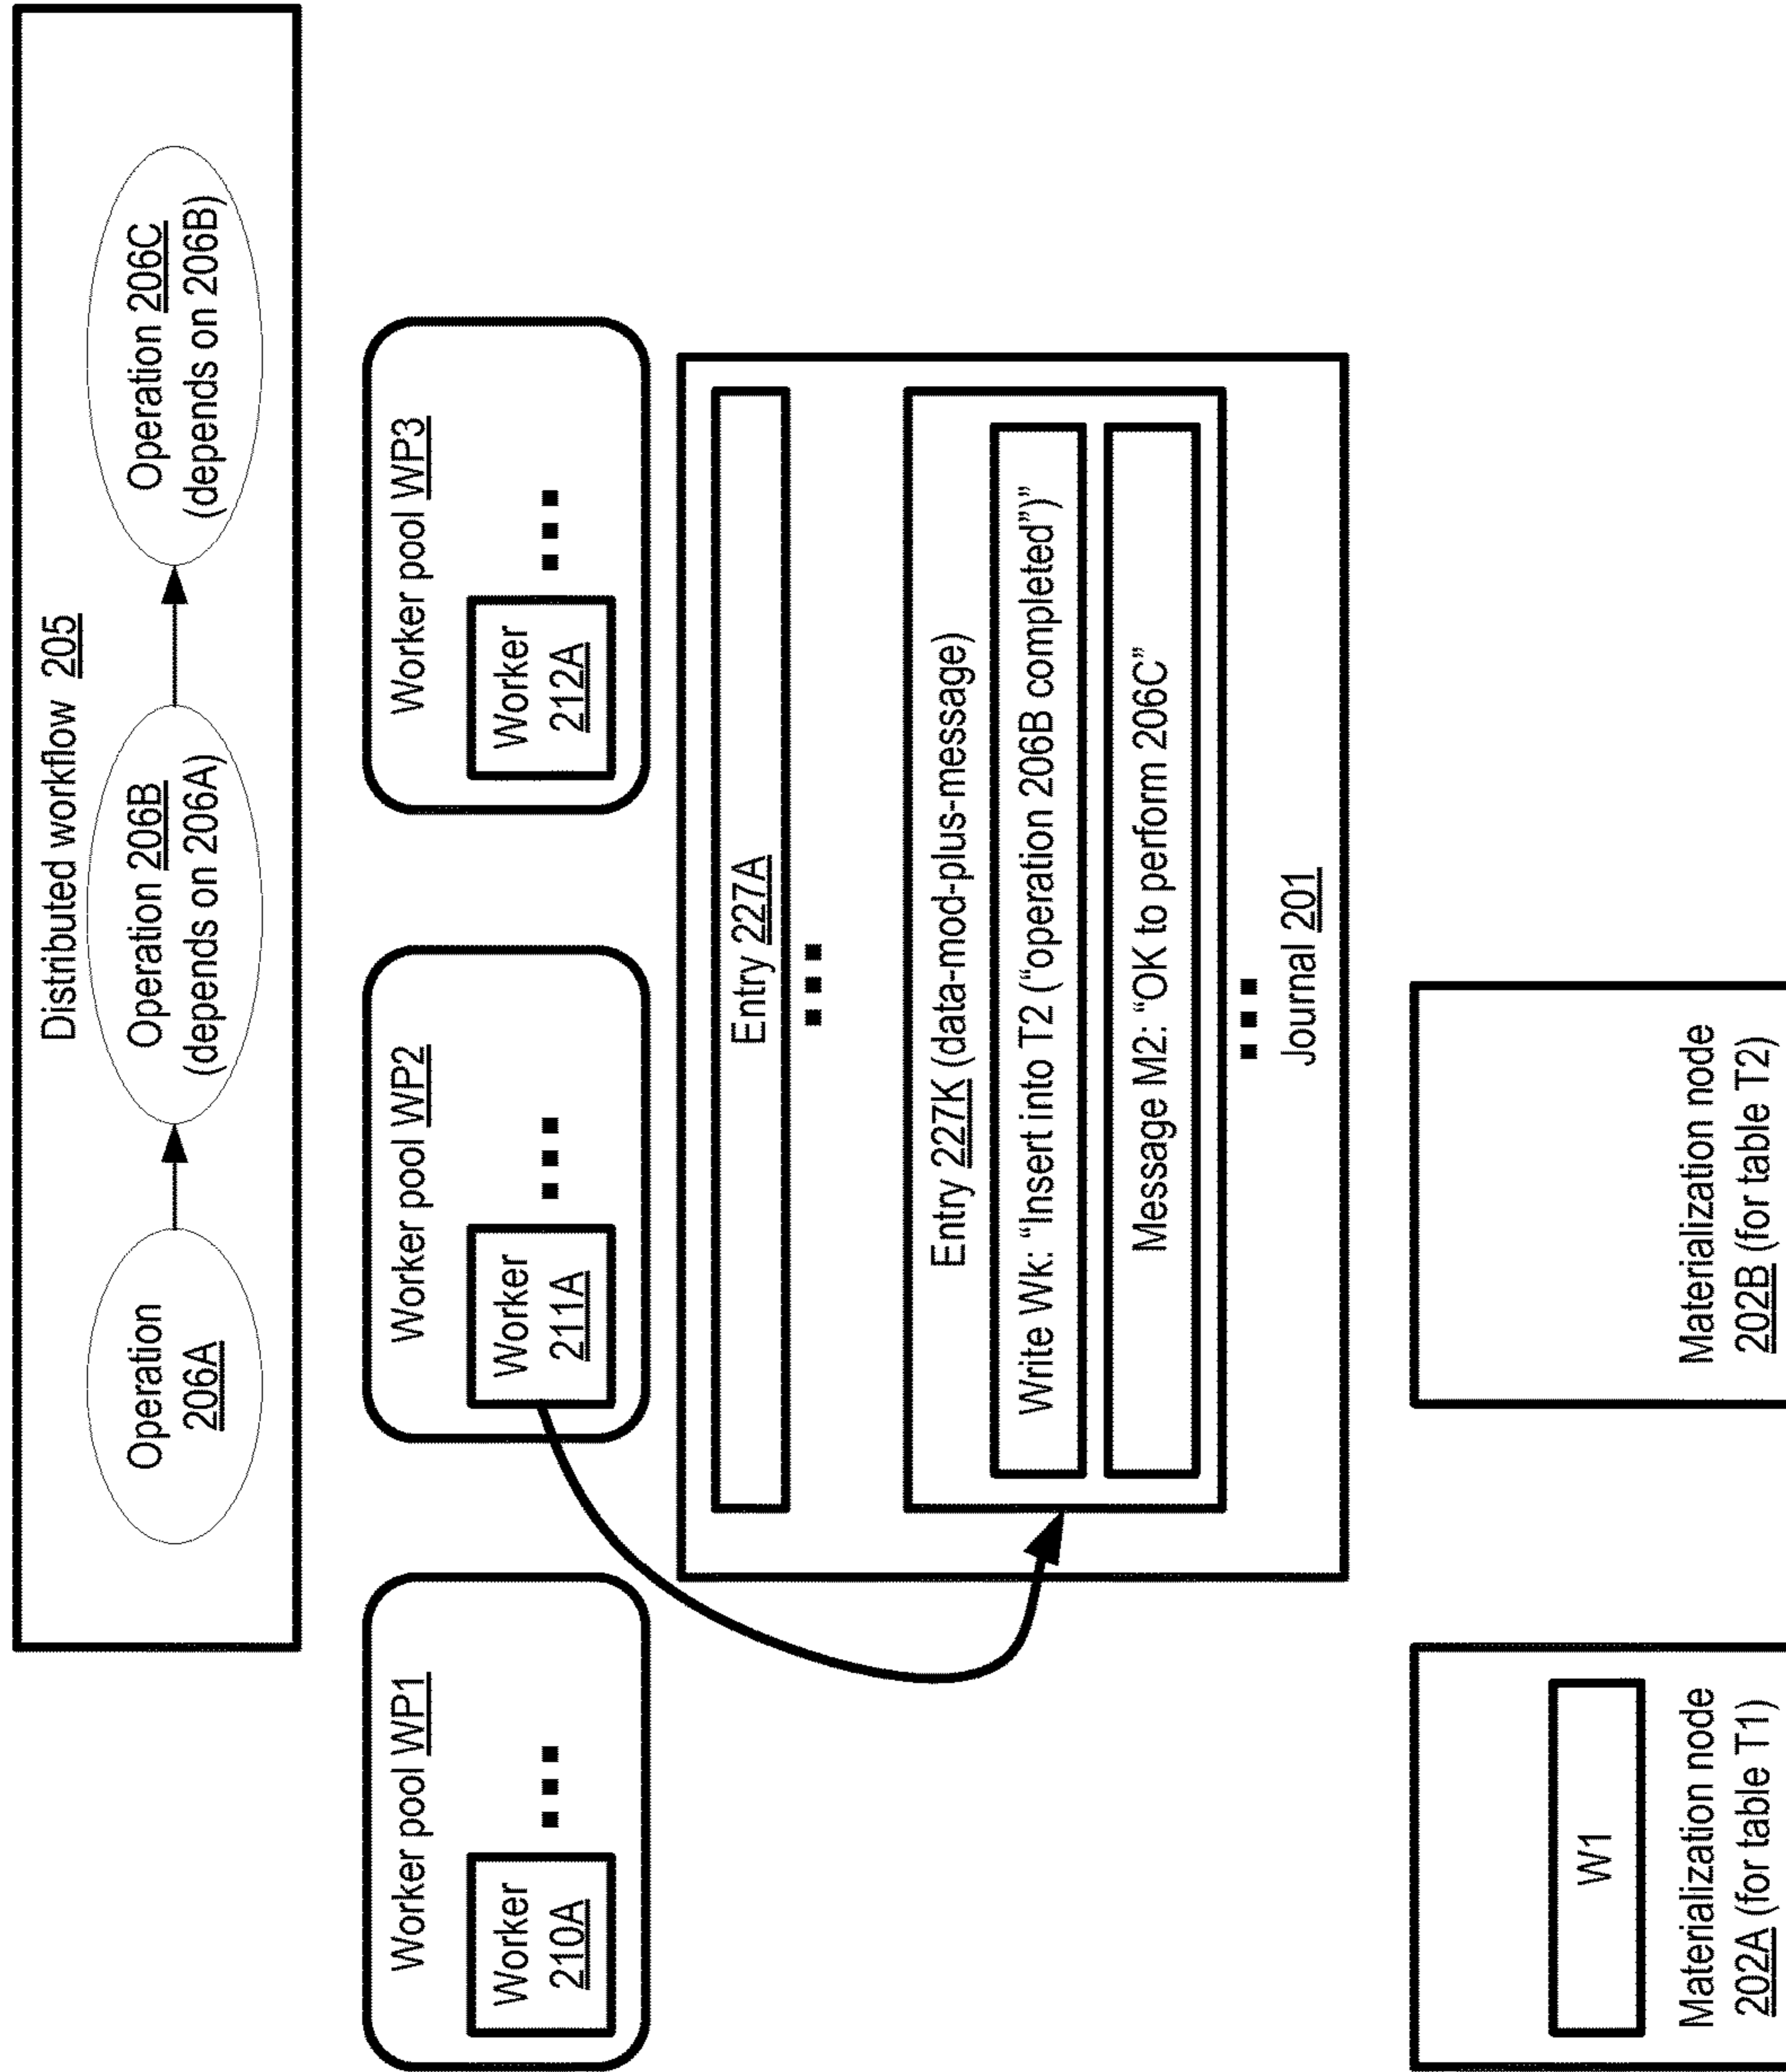 Distributed workflow 205
Operation
206A
Operation 206B
(depends on 206A)
Operation 206C
(depends on 206B)
Worker pool WP1
Worker
210A
Worker pool WP2
Worker
211A
Worker pool WP3
Worker
212A
Entry 227A
Entry 227K (data-mod-plus-message)
Write Wk: “Insert into T2 (“operation 206B completed”)”
Message M2: “OK to perform 206C”
Journal 201
W1
Materialization node
202A (for table T1)
Materialization node
202B (for table T2)